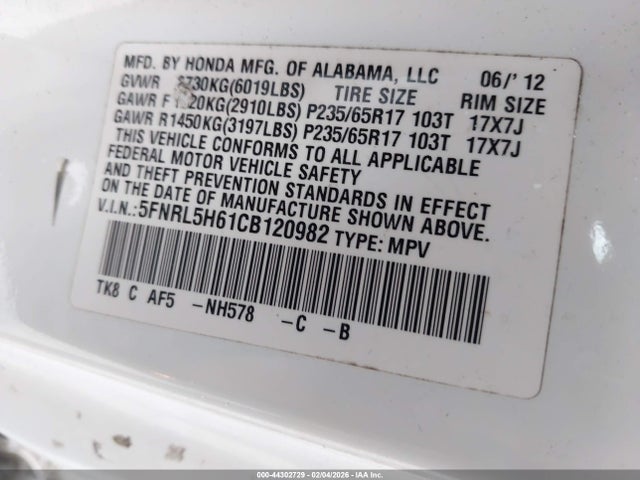 MFD. BY HONDA MFG. OF ALABAMA, LLC 06/' 12
GVWR 2730KG(6019LBS) TIRE SIZE RIM SIZE
GAWR F 1320KG(2910LBS) P235/65R17 103T 17X7J
GAWR R1450KG(3197LBS) P235/65R17 103T 17X7J
THIS VEHICLE CONFORMS TO ALL APPLICABLE
FEDERAL MOTOR VEHICLE SAFETY
AND THEFT PREVENTION STANDARDS IN EFFECT
ON THE DATE OF MANUFACTURE SHOWN ABOVE.
V.I.N.:5FNRL5H61CB120982 TYPE: MPV
TK8 C AF5 -NH578 -C -B
000-44302729 - 02/04/2026 - IAA Inc.